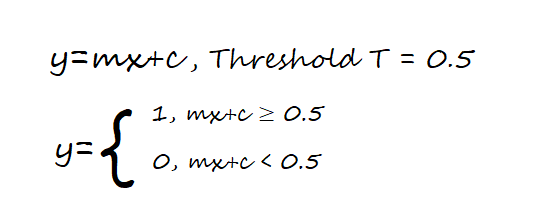 y=mx+c, Threshold T = 0.5
1, mx+c ≥ 0.5
y={
0, mx+c < 0.5